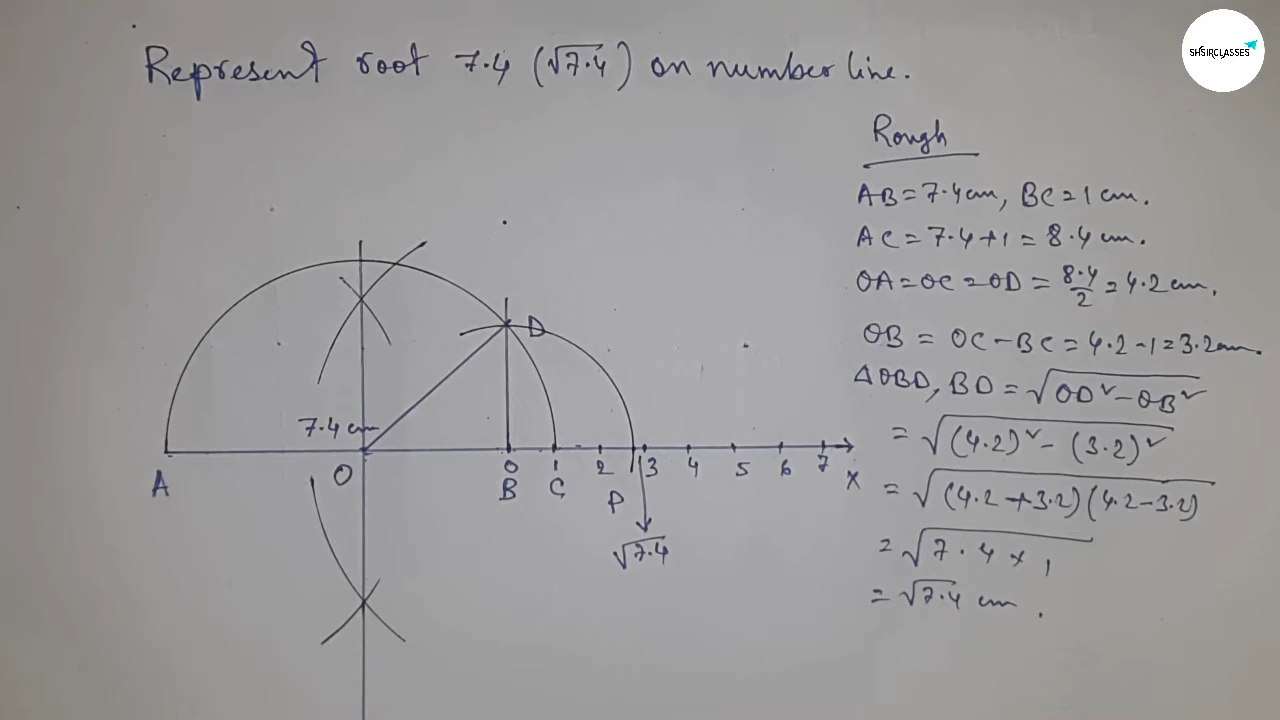 Represent root 7.4 (√7.4) on number line.
SHSIRCLASSES
Rough
AB = 7.4 cm, BC = 1 cm.
AC = 7.4 + 1 = 8.4 cm.
OA = OC = OD = 8.4/2 = 4.2 cm.
OB = OC - BC = 4.2 - 1 = 3.2 cm.
ΔOBD, BD = √OD² - OB²
= √(4.2)² - (3.2)²
= √(4.2 + 3.2) (4.2 - 3.2)
= √7.4 × 1
= √7.4 cm.
D
7.4 cm
0 1 2 3 4 5 6 7
A O B C P X
√7.4